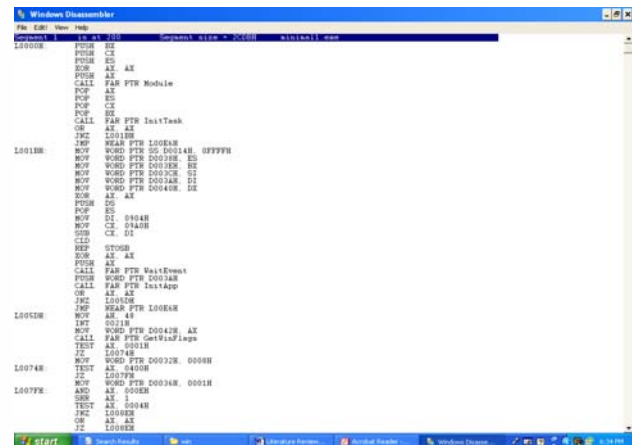 Windows Disassembler
File Edit View Help
Segment 1 is at 200 Segment size = 2CDBH minimall exe
L0000H: PUSH BX
PUSH CX
PUSH ES
XOR AX, AX
PUSH AX
CALL FAR PTR Module
POP AX
POP ES
POP CX
POP BX
CALL FAR PTR InitTask
OR AX, AX
JNZ L001BH
JMP NEAR PTR L00E6H
L001BH: MOV WORD PTR SS D0014H, 0FFFFH
MOV WORD PTR D0038H, ES
MOV WORD PTR D003EH, BX
MOV WORD PTR D003CH, SI
MOV WORD PTR D003AH, DI
MOV WORD PTR D0040H, DX
XOR AX, AX
PUSH DS
POP ES
MOV DI, 0904H
MOV CX, 09A0H
SUB CX, DI
CLD
REP STOSB
XOR AX, AX
PUSH AX
CALL FAR PTR WaitEvent
PUSH WORD PTR D003AH
CALL FAR PTR InitApp
OR AX, AX
JNZ L005DH
JMP NEAR PTR L00E6H
L005DH: MOV AH, 48
INT 0021H
MOV WORD PTR D0042H, AX
CALL FAR PTR GetWinFlags
TEST AX, 0001H
JZ L0074H
MOV WORD PTR D0032H, 0008H
L0074H: TEST AX, 0400H
JZ L007FH
MOV WORD PTR D0036H, 0001H
L007FH: AND AX, 000EH
SHR AX, 1
TEST AX, 0004H
JNZ L008EH
OR AX, AX
JZ L008EH
start Search Results win Literature Review... Acrobat Reader -... Windows Disasse... 6:34 PM